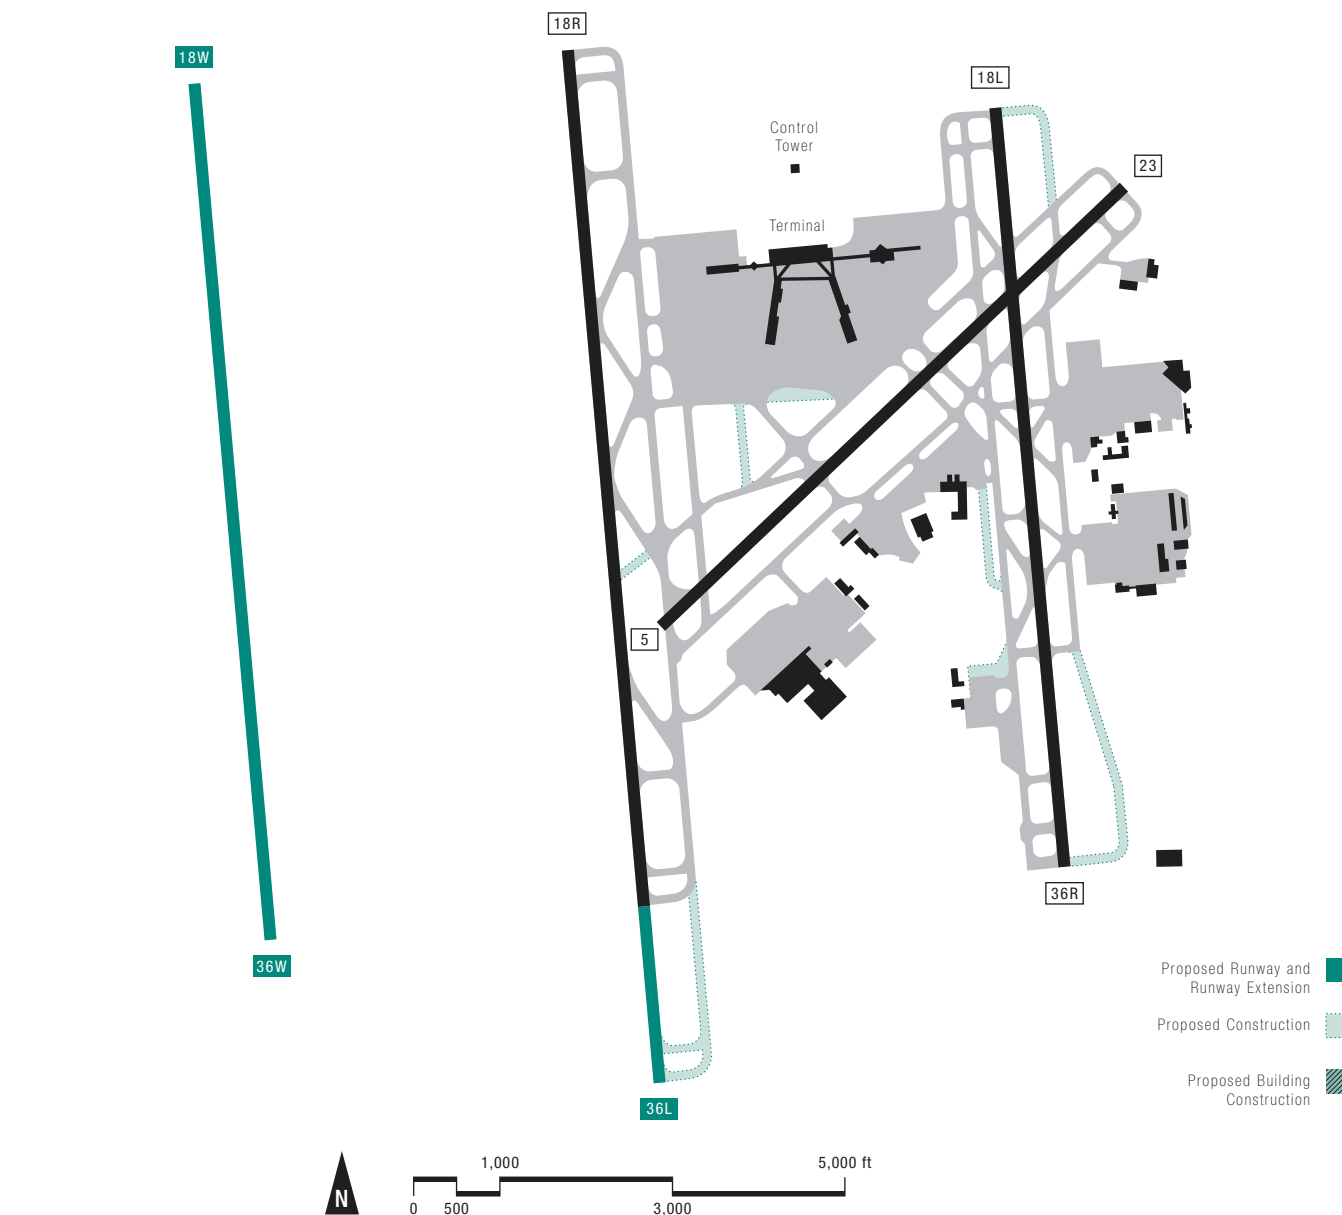 18R
18W
18L
Control
Tower
23
Terminal
5
36R
36W
Proposed Runway and
Runway Extension
Proposed Construction
Proposed Building
Construction
36L
N
1,000
5,000 ft
0
500
3,000